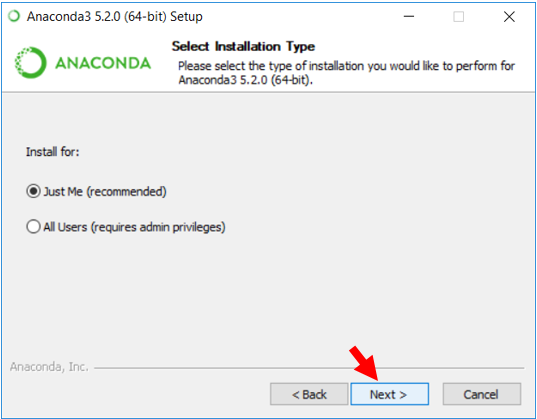 Anaconda3 5.2.0 (64-bit) Setup
ANACONDA
Select Installation Type
Please select the type of installation you would like to perform for
Anaconda3 5.2.0 (64-bit).
Install for:
Just Me (recommended)
All Users (requires admin privileges)
Anaconda, Inc.
< Back Next > Cancel